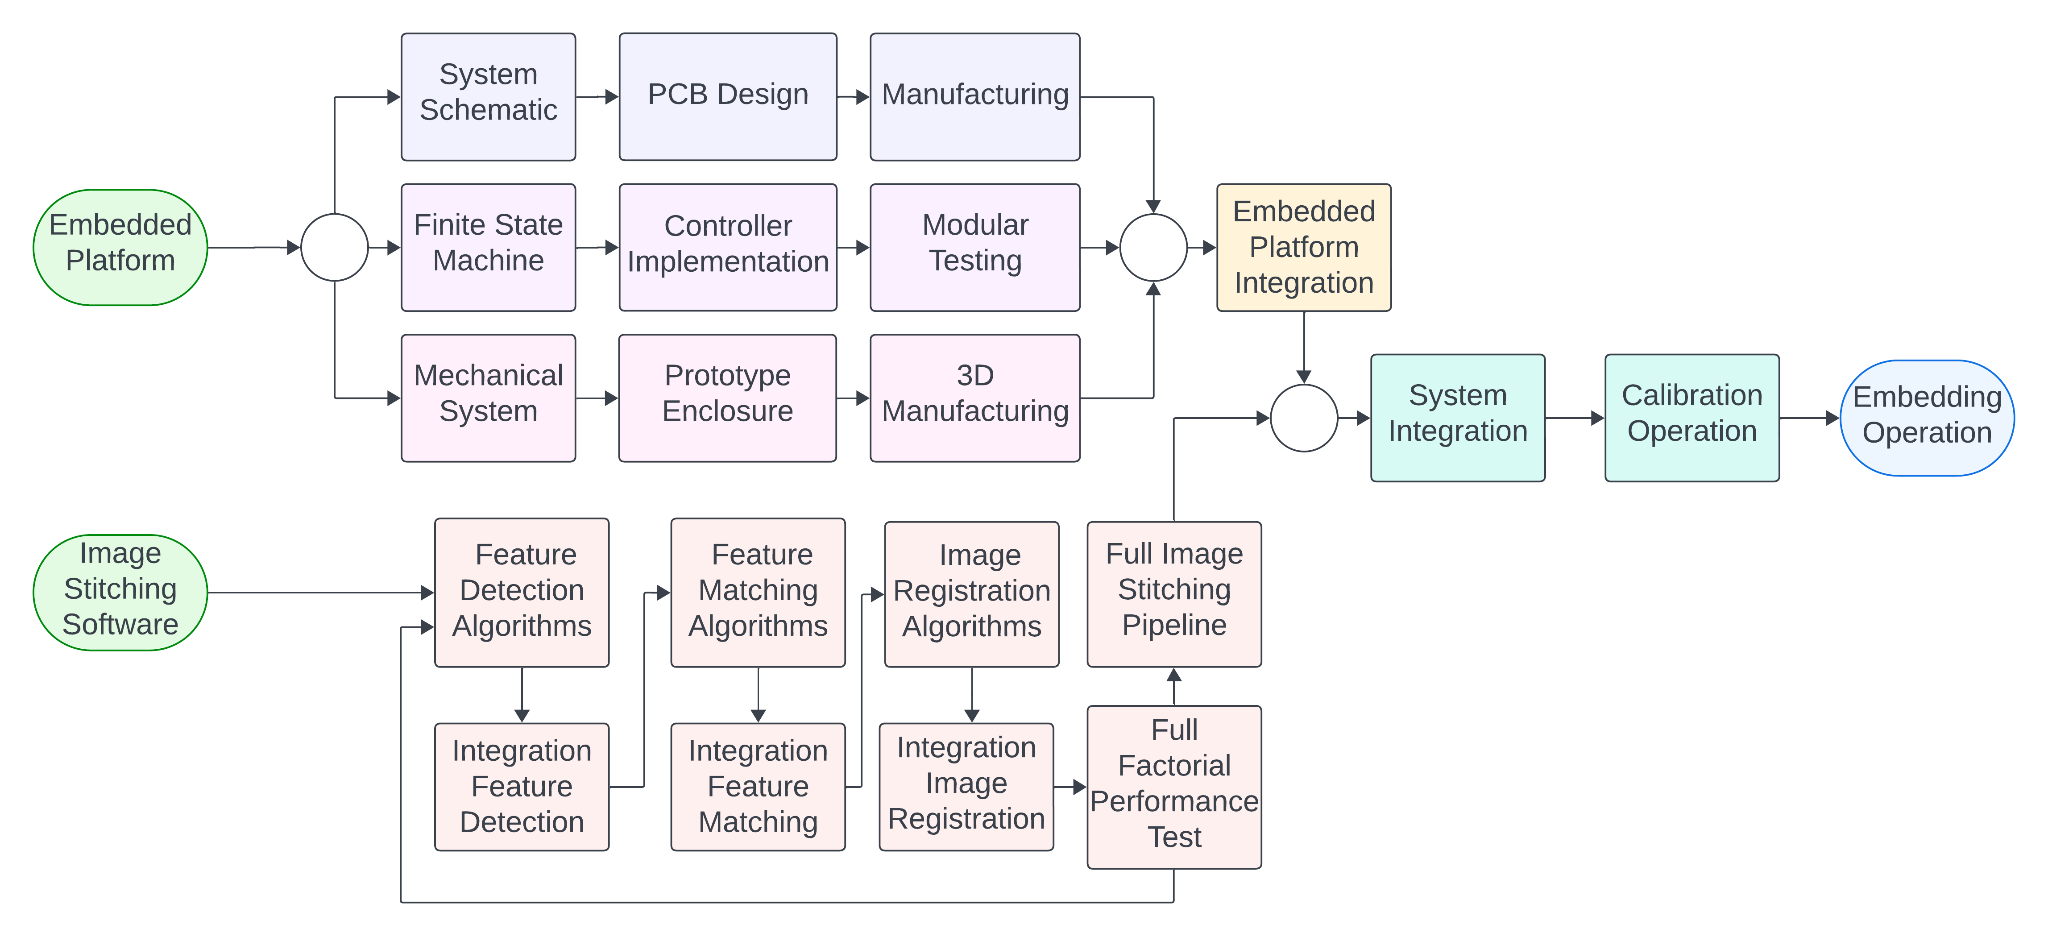 System
Schematic
PCB Design
Manufacturing
Embedded
Platform
Finite State
Machine
Controller
Implementation
Modular
Testing
Embedded
Platform
Integration
Mechanical
System
Prototype
Enclosure
3D
Manufacturing
System
Integration
Calibration
Operation
Embedding
Operation
Image
Stitching
Software
Feature
Detection
Algorithms
Feature
Matching
Algorithms
Image
Registration
Algorithms
Full Image
Stitching
Pipeline
Integration
Feature
Detection
Integration
Feature
Matching
Integration
Image
Registration
Full
Factorial
Performance
Test